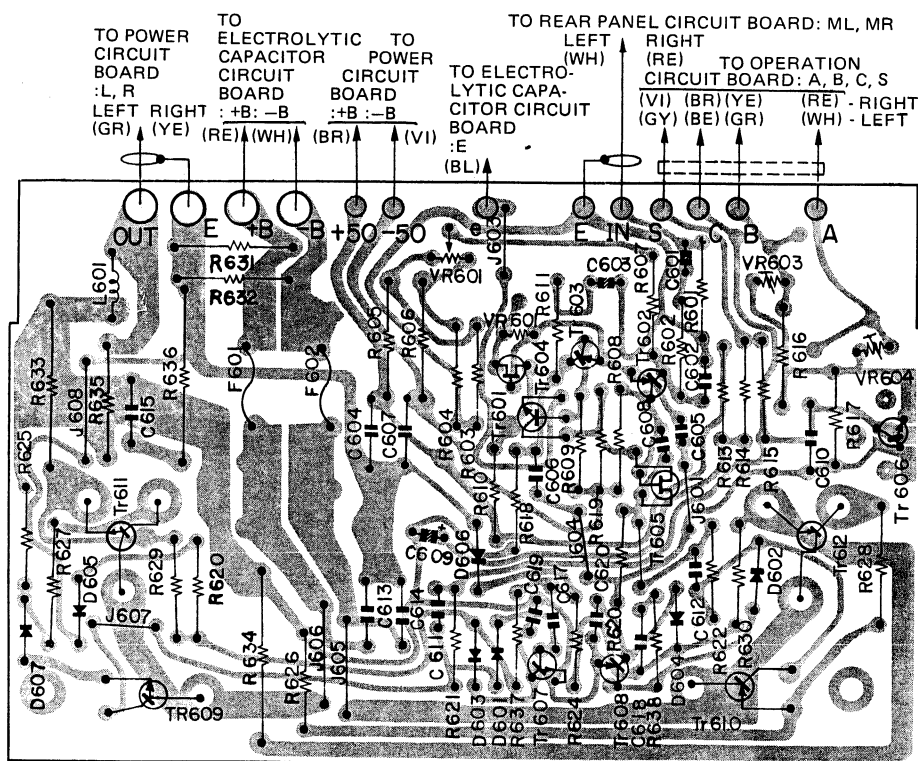 TO POWER
CIRCUIT
BOARD
:L, R
LEFT RIGHT
(GR) (YE)
TO
ELECTROLYTIC
CAPACITOR
CIRCUIT
BOARD
:+B:–B
(RE) (WH)
TO
POWER
CIRCUIT
BOARD
:+B :–B
(BR) (VI)
TO ELECTRO-
LYTIC CAPA-
CITOR CIRCUIT
BOARD
:E
(BL)
TO REAR PANEL CIRCUIT BOARD: ML, MR
LEFT RIGHT
(WH) (RE)
TO OPERATION
CIRCUIT BOARD: A, B, C, S
(VI) (BR) (YE) (RE) - RIGHT
(GY) (BE) (GR) (WH) - LEFT
OUT E +B -B +50 -50 e E IN S C B A
L601
R631
R632
VR601
J603
C603
R607
C601
R601
VR603
R633
J608
R635
C615
R636
F601
F602
R605
R606
Tr604
R611
Tr603
R608
Tr602
R602
C602
R616
VR604
R625
C604
C607
R604
R603
Tr601
C606
R609
C608
C605
J601
R613
R614
R615
C610
R617
Tr606
Tr611
R610
R618
J604
R619
Tr605
R627
D605
R629
R620
C609
D606
C619
C617
C620
R620
C612
D602
Tr612
R628
J607
R634
R626
J606
J605
C613
C614
C611
D604
R622
R630
D607
TR609
R628
D603
D601
R637
Tr607
R624
Tr608
C618
R638
Tr610